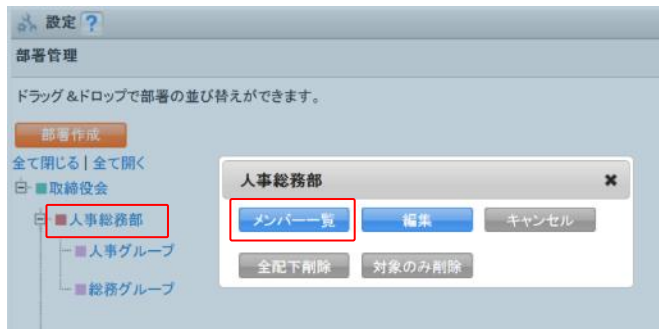 設定 ?
部署管理
ドラッグ&ドロップで部署の並び替えができます。
部署作成
全て閉じる | 全て開く
取締役会
人事総務部
人事グループ
総務グループ
人事総務部
メンバー一覧 編集 キャンセル
全配下削除 対象のみ削除